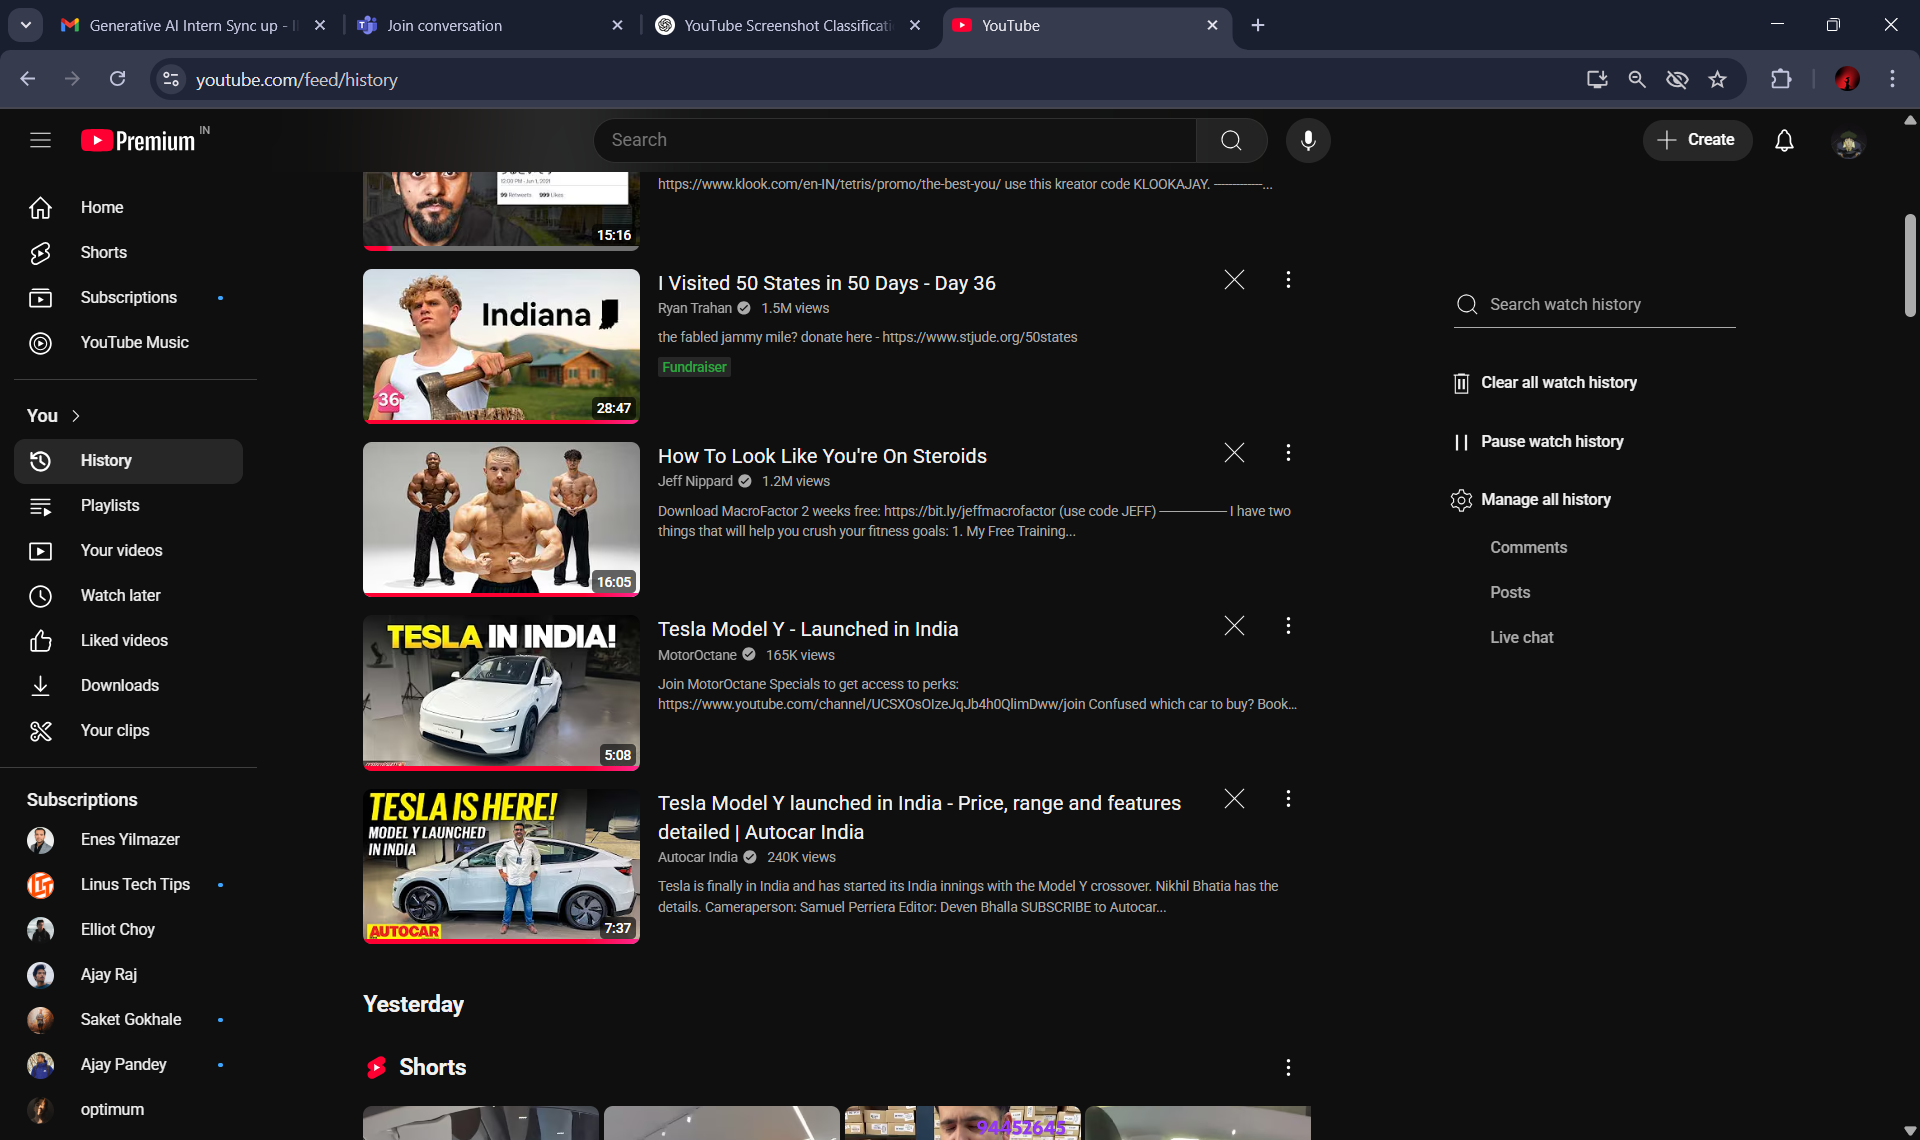 Generative AI Intern Sync up -
Join conversation
YouTube Screenshot Classificati
YouTube
youtube.com/feed/history
Premium IN
Search
Create
Home
Shorts
Subscriptions
YouTube Music
You
History
Playlists
Your videos
Watch later
Liked videos
Downloads
Your clips
Subscriptions
Enes Yilmazer
Linus Tech Tips
Elliot Choy
Ajay Raj
Saket Gokhale
Ajay Pandey
optimum
12:00 PM - Jun 1, 2021
99 Retweets 999 Likes
15:16
https://www.klook.com/en-IN/tetris/promo/the-best-you/ use this kreator code KLOOKAJAY. -----------...
Indiana
36
28:47
I Visited 50 States in 50 Days - Day 36
Ryan Trahan 1.5M views
the fabled jammy mile? donate here - https://www.stjude.org/50states
Fundraiser
16:05
How To Look Like You're On Steroids
Jeff Nippard 1.2M views
Download MacroFactor 2 weeks free: https://bit.ly/jeffmacrofactor (use code JEFF) --------------- I have two
things that will help you crush your fitness goals: 1. My Free Training...
TESLA IN INDIA!
5:08
Tesla Model Y - Launched in India
MotorOctane 165K views
Join MotorOctane Specials to get access to perks:
https://www.youtube.com/channel/UCSXOsOIzeJqJb4h0QlimDww/join Confused which car to buy? Book...
TESLA IS HERE!
MODEL Y LAUNCHED
IN INDIA
AUTOCAR
7:37
Tesla Model Y launched in India - Price, range and features
detailed | Autocar India
Autocar India 240K views
Tesla is finally in India and has started its India innings with the Model Y crossover. Nikhil Bhatia has the
details. Cameraperson: Samuel Perriera Editor: Deven Bhalla SUBSCRIBE to Autocar...
Yesterday
Shorts
94452645
Search watch history
Clear all watch history
Pause watch history
Manage all history
Comments
Posts
Live chat